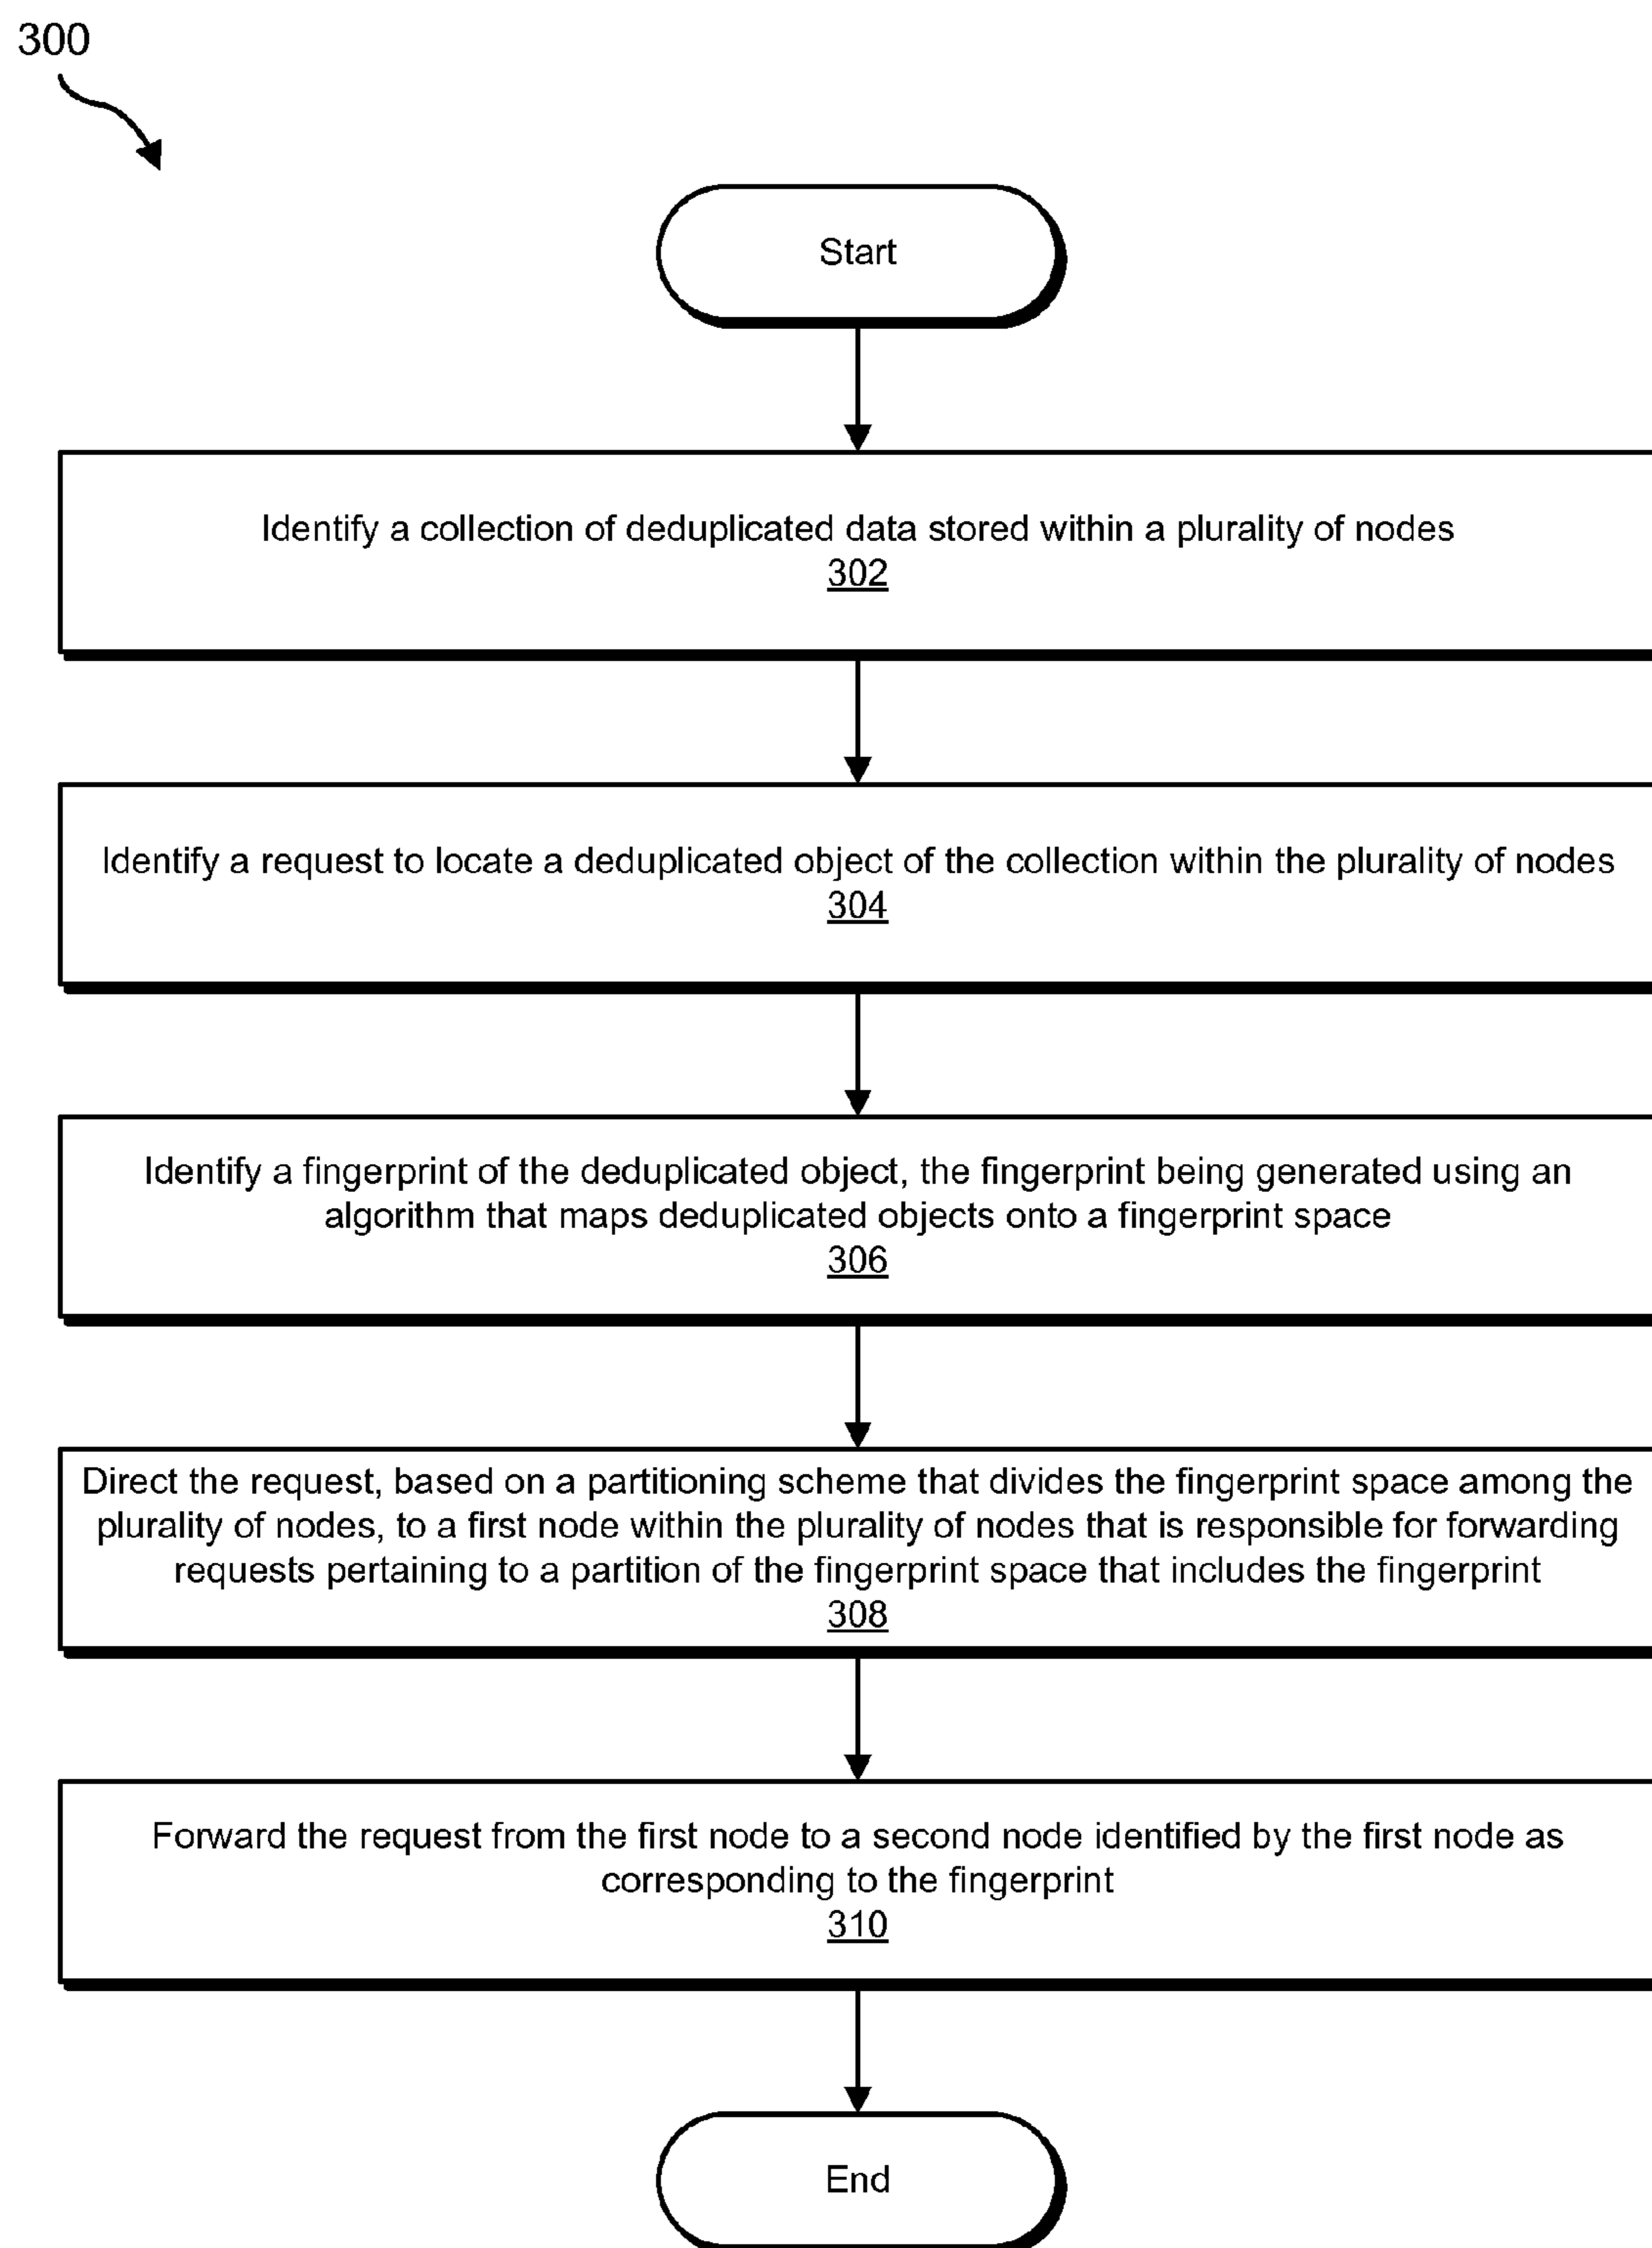 300
Start
Identify a collection of deduplicated data stored within a plurality of nodes
302
Identify a request to locate a deduplicated object of the collection within the plurality of nodes
304
Identify a fingerprint of the deduplicated object, the fingerprint being generated using an
algorithm that maps deduplicated objects onto a fingerprint space
306
Direct the request, based on a partitioning scheme that divides the fingerprint space among the
plurality of nodes, to a first node within the plurality of nodes that is responsible for forwarding
requests pertaining to a partition of the fingerprint space that includes the fingerprint
308
Forward the request from the first node to a second node identified by the first node as
corresponding to the fingerprint
310
End